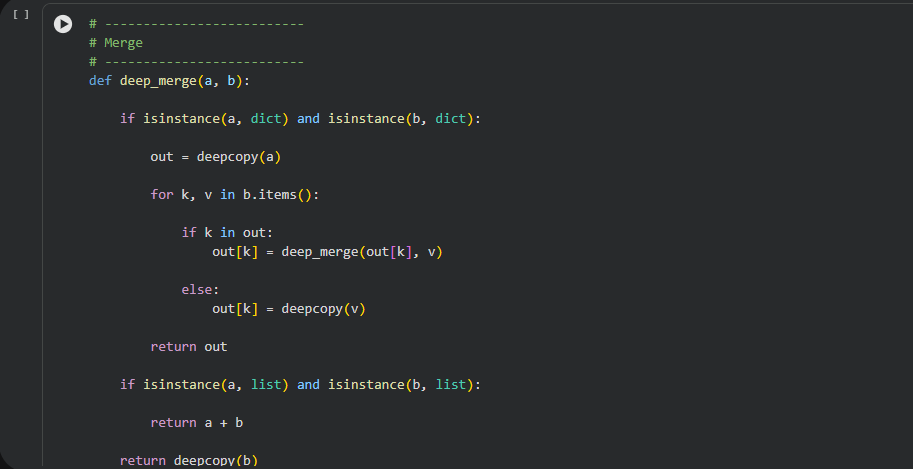 [ ]
# --------------------------
# Merge
# --------------------------
def deep_merge(a, b):
    if isinstance(a, dict) and isinstance(b, dict):
        out = deepcopy(a)
        for k, v in b.items():
            if k in out:
                out[k] = deep_merge(out[k], v)
            else:
                out[k] = deepcopy(v)
        return out
    if isinstance(a, list) and isinstance(b, list):
        return a + b
    return deepcopy(b)